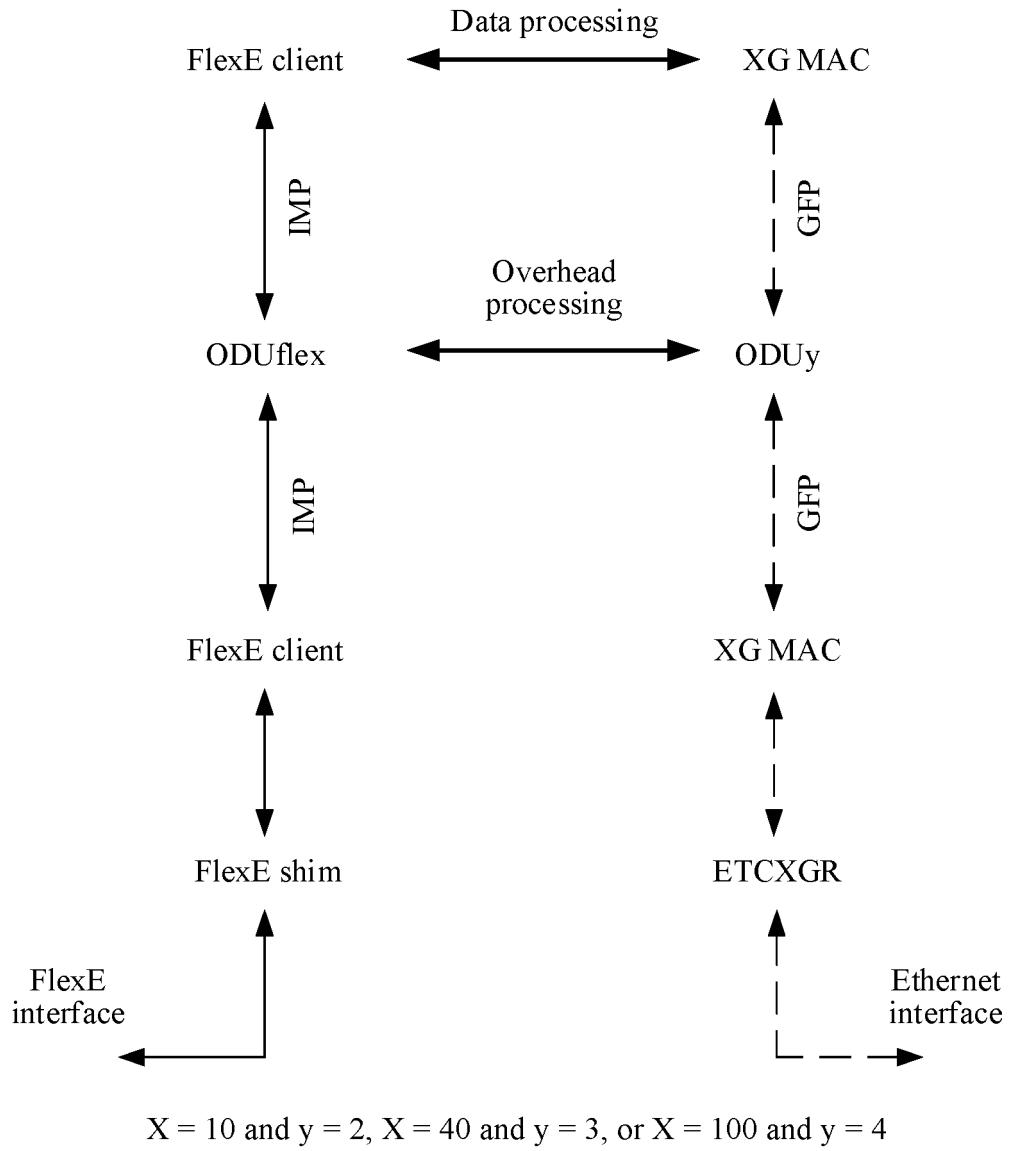 Data processing
FlexE client
XG MAC
IMP
GFP
Overhead
processing
ODUflex
ODUy
IMP
GFP
FlexE client
XG MAC
FlexE shim
ETCXGR
FlexE
interface
Ethernet
interface
X = 10 and y = 2, X = 40 and y = 3, or X = 100 and y = 4